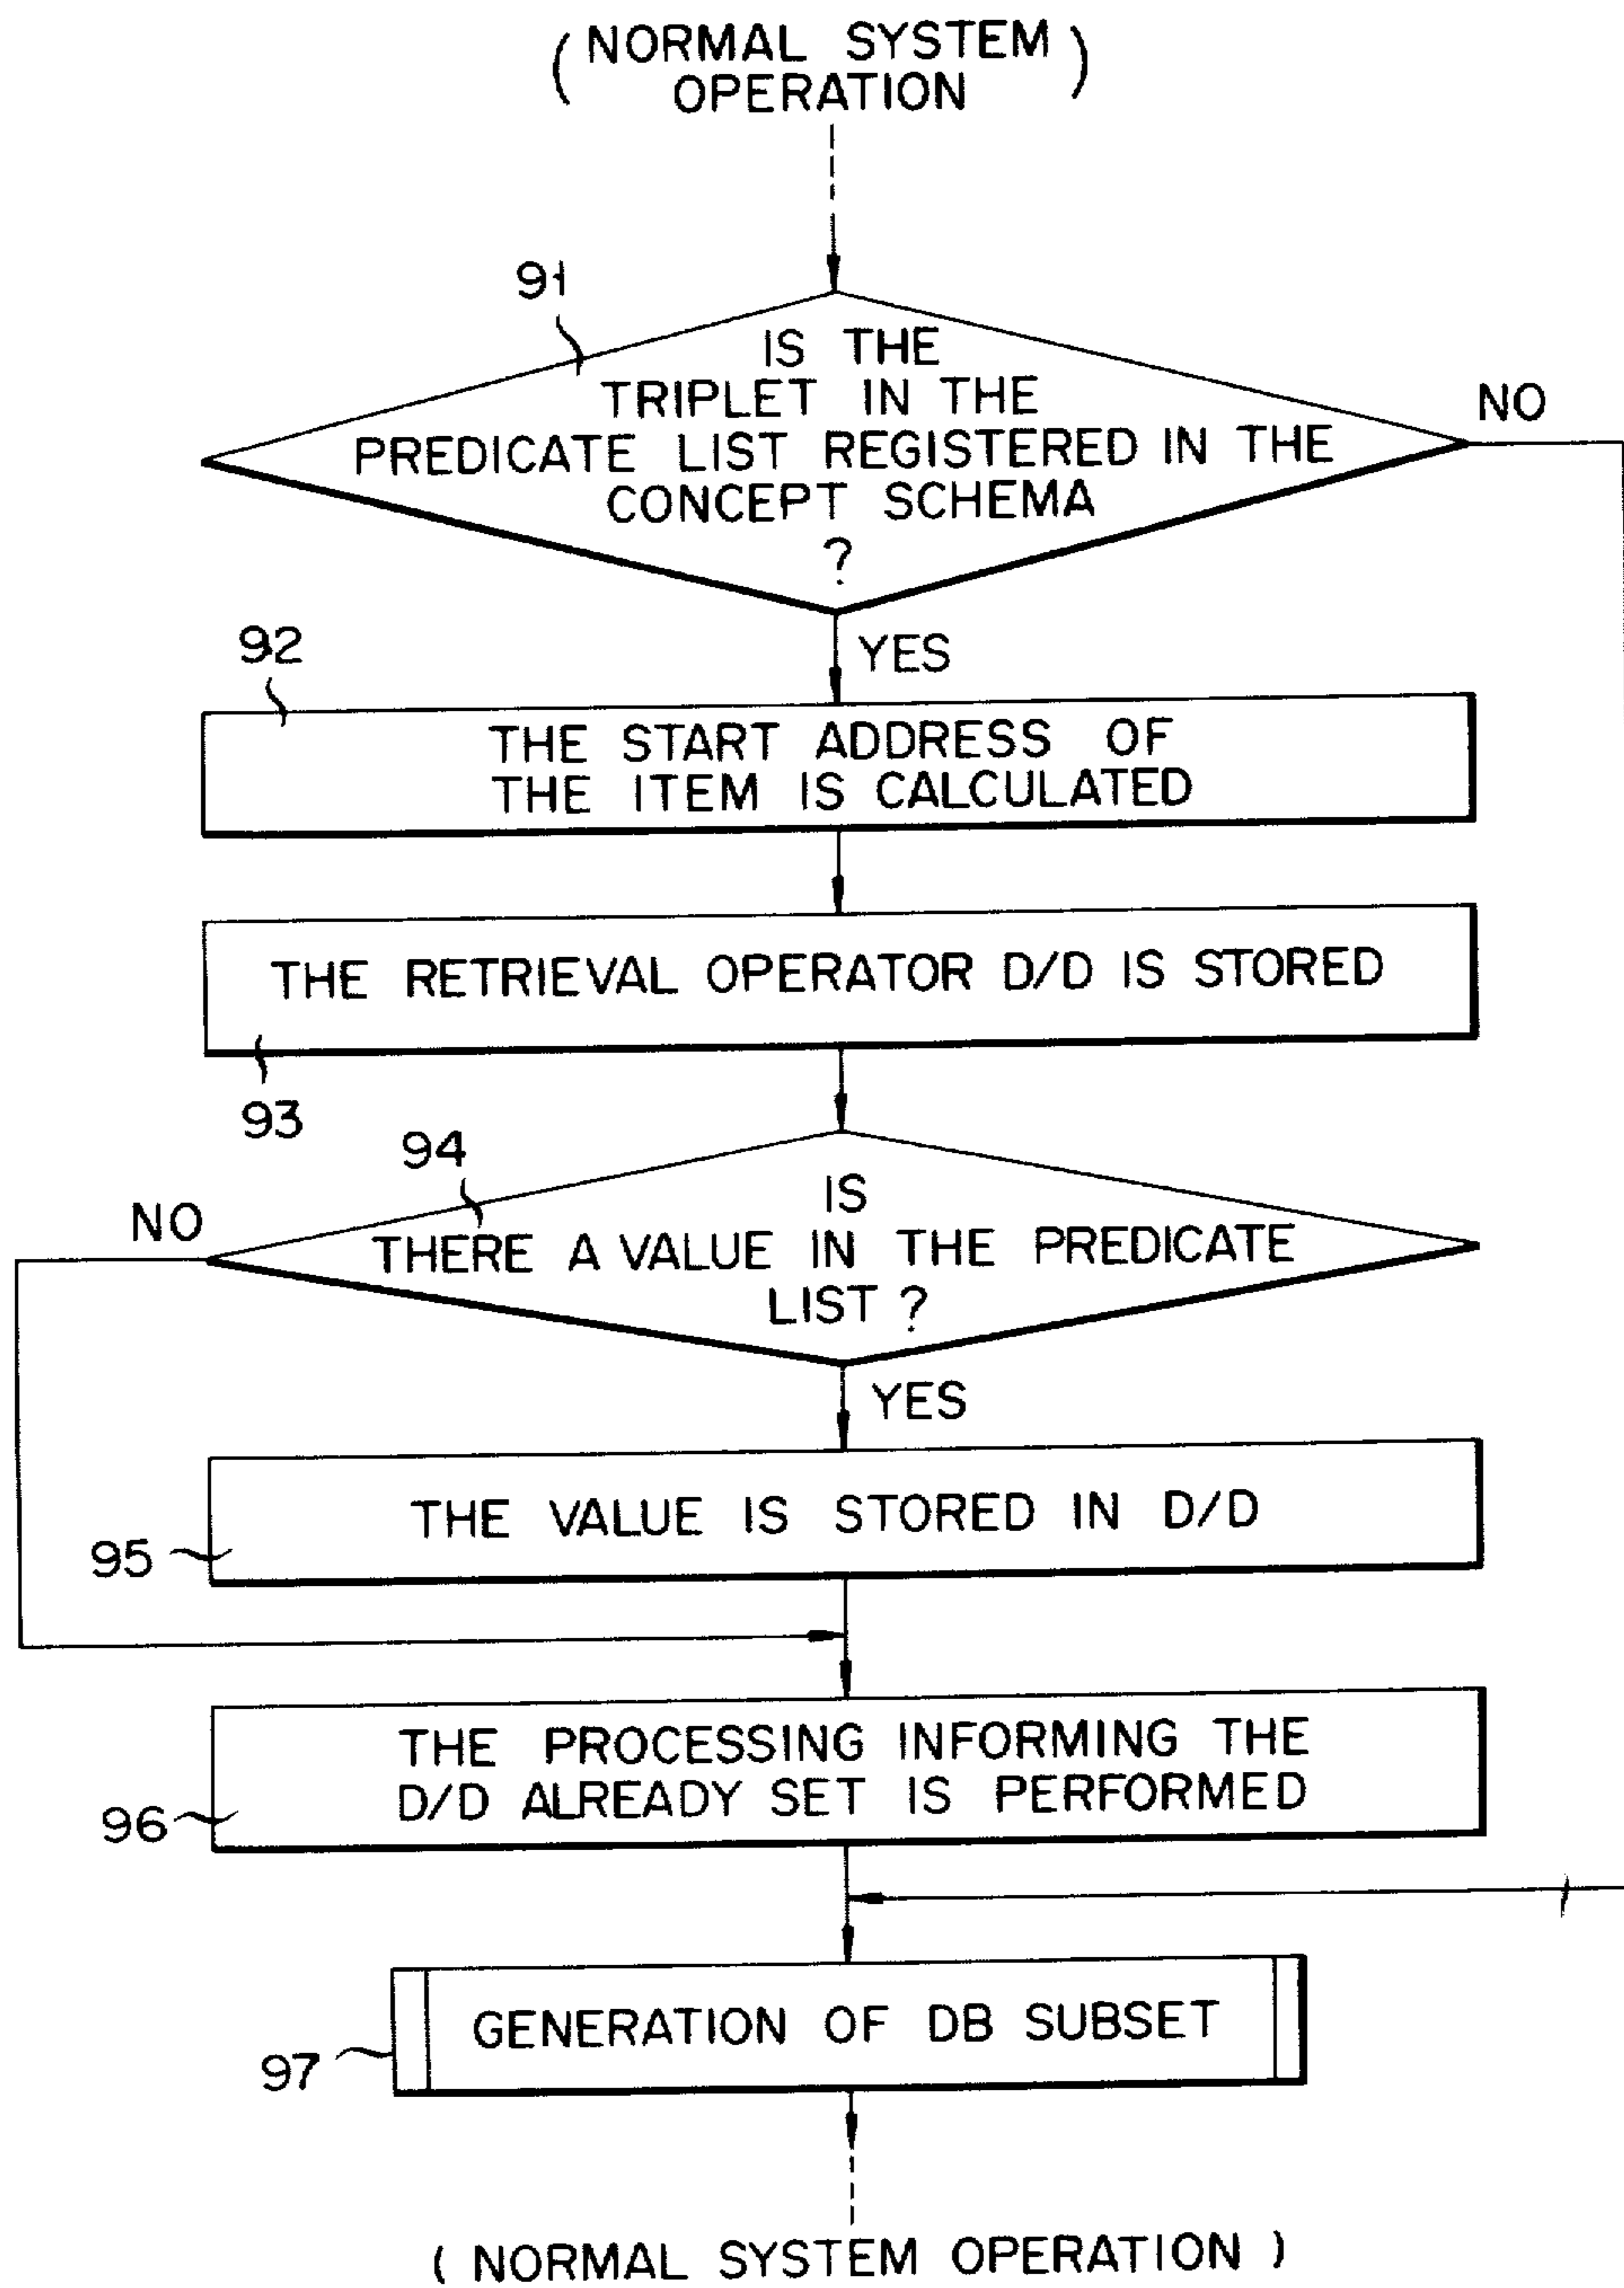 ( NORMAL SYSTEM
OPERATION )
91
IS THE
TRIPLET IN THE
PREDICATE LIST REGISTERED IN THE
CONCEPT SCHEMA
?
NO
YES
92
THE START ADDRESS OF
THE ITEM IS CALCULATED
THE RETRIEVAL OPERATOR D/D IS STORED
93
94
IS
THERE A VALUE IN THE PREDICATE
LIST ?
NO
YES
THE VALUE IS STORED IN D/D
95
THE PROCESSING INFORMING THE
D/D ALREADY SET IS PERFORMED
96
GENERATION OF DB SUBSET
97
( NORMAL SYSTEM OPERATION )